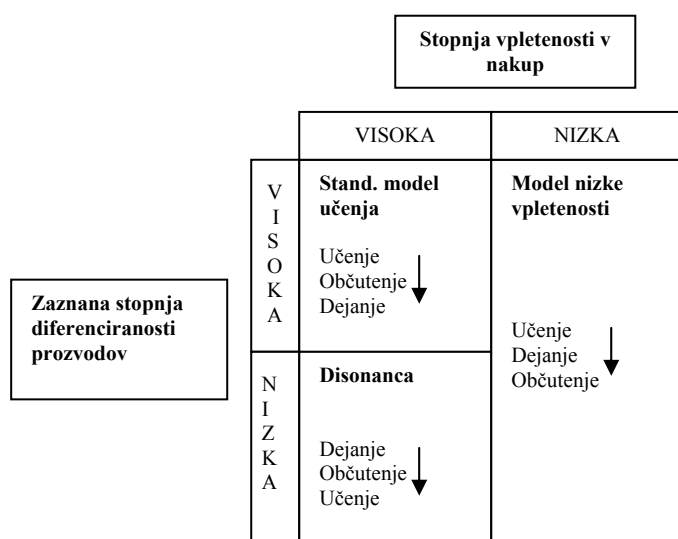 Stopnja vpletenosti v
nakup
VISOKA
NIZKA
V
I
S
O
K
A
Stand. model
učenja
Učenje
Občutenje
Dejanje
Model nizke
vpletenosti
Učenje
Dejanje
Občutenje
Zaznana stopnja
diferenciranosti
prozvodov
N
I
Z
K
A
Disonanca
Dejanje
Občutenje
Učenje